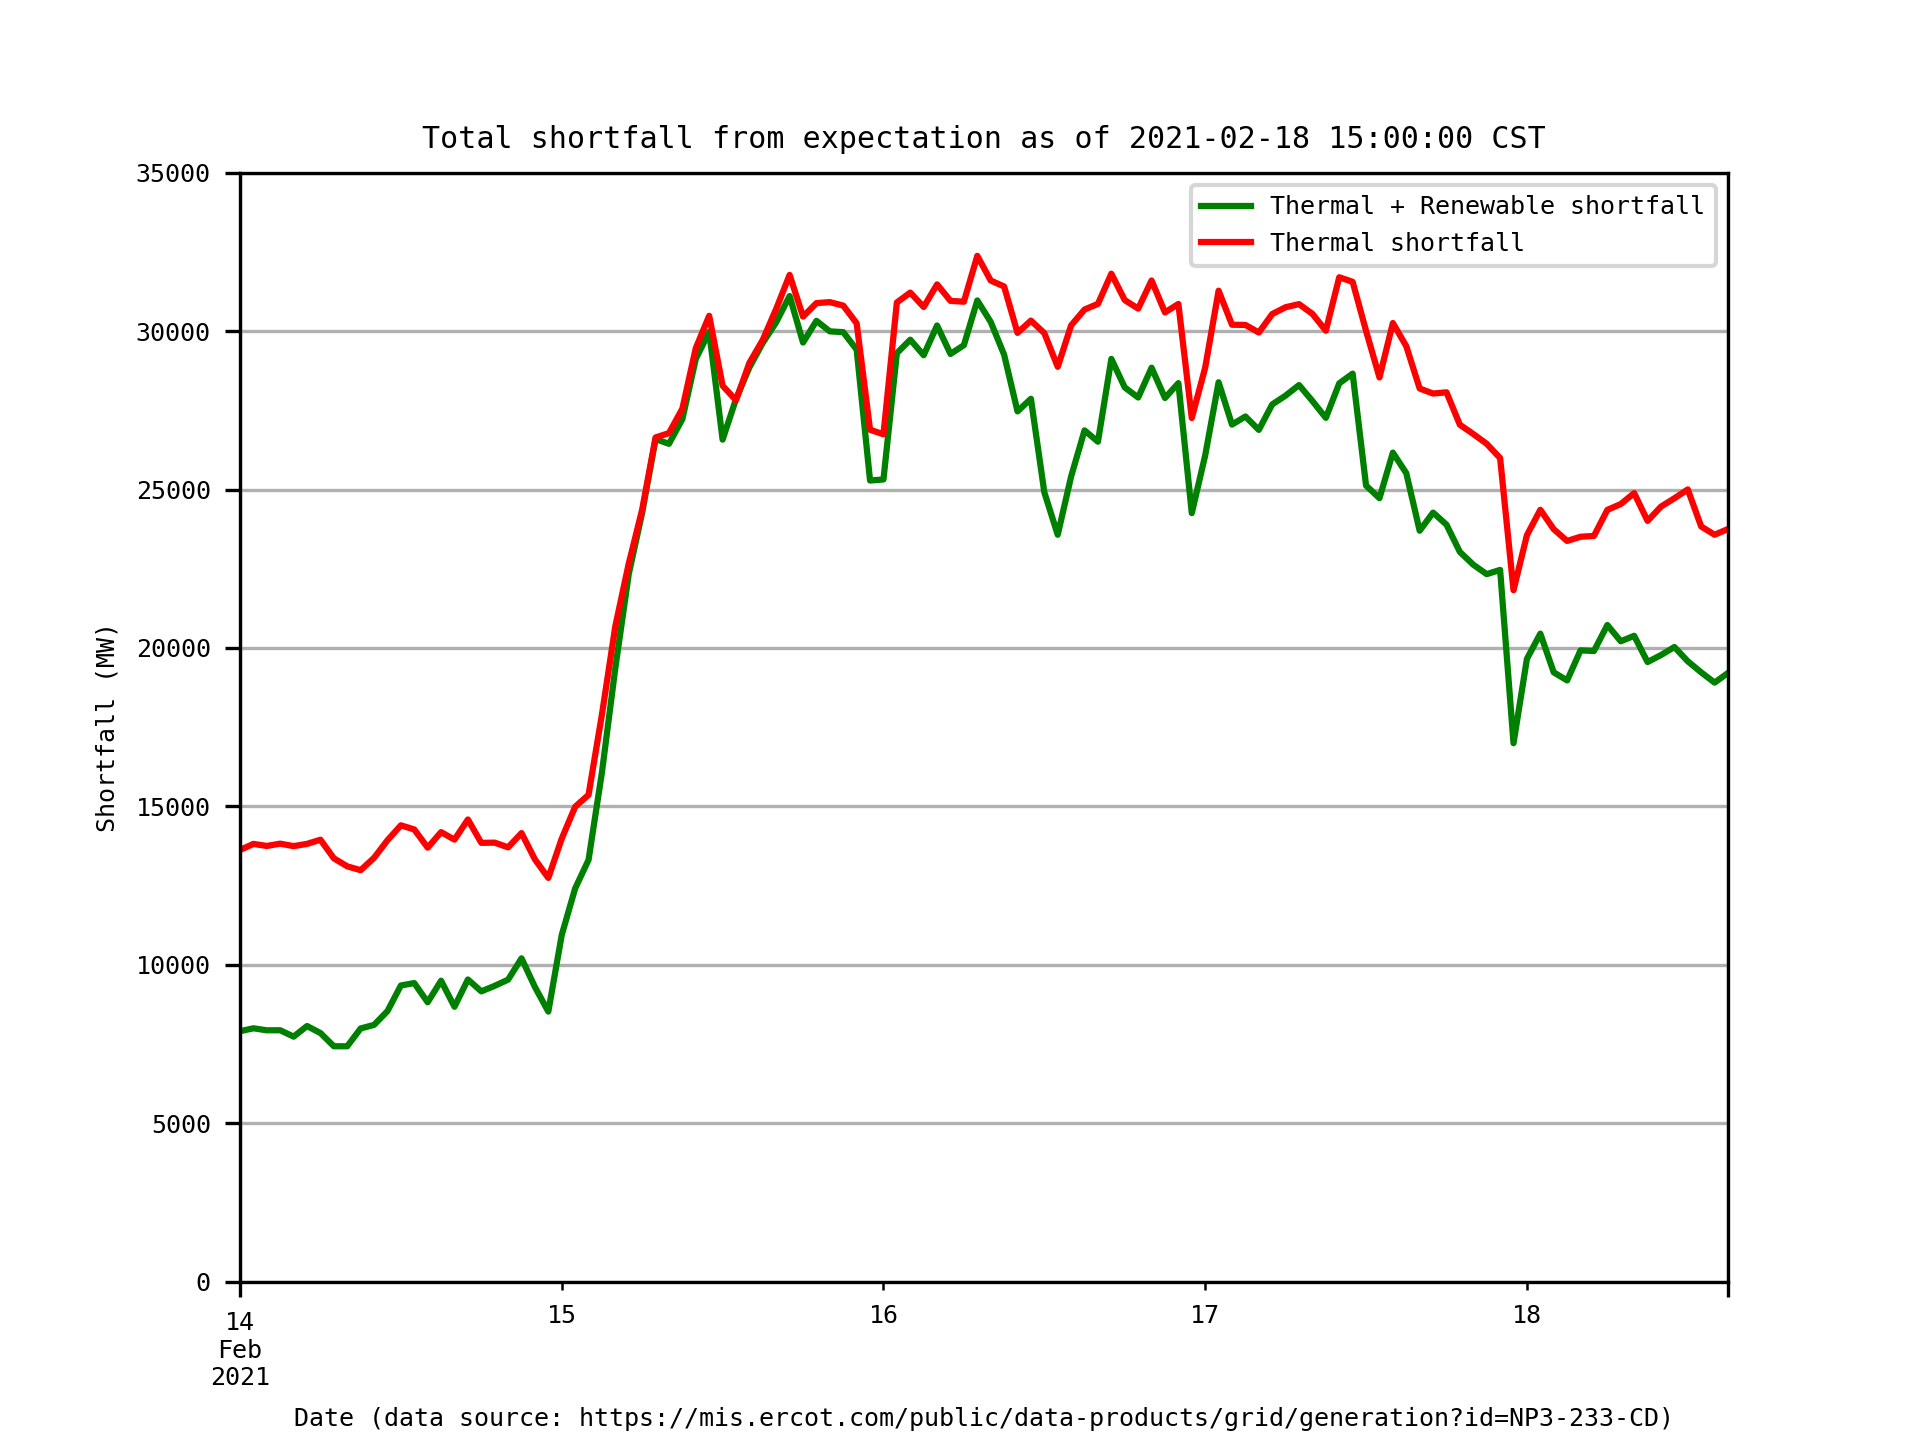 Total shortfall from expectation as of 2021-02-18 15:00:00 CST
Thermal + Renewable shortfall
Thermal shortfall
Shortfall (MW)
35000
30000
25000
20000
15000
10000
5000
0
14
Feb
2021
15
16
17
18
Date (data source: https://mis.ercot.com/public/data-products/grid/generation?id=NP3-233-CD)